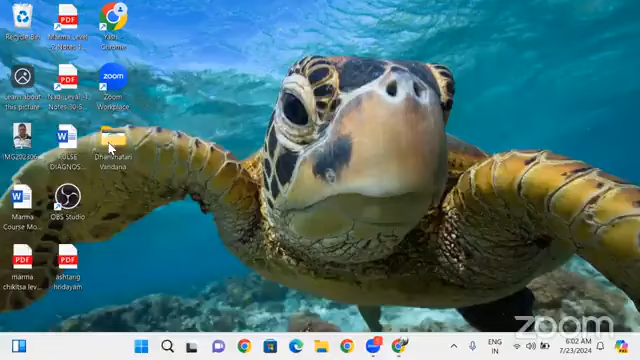 Recycle Bin
PDF
Marma Level
-2 Notes 1...
Yash -
Chrome
Learn about
this picture
PDF
Nadi Level 1
Notes 30-S...
zoom
Zoom
Workplace
IMG202306...
PULSE
DIAGNOS...
Dhanvantari
Vandana
Marma
Course Mo...
OBS Studio
PDF
marma
chikitsa lev...
PDF
ashtang
hridayam
ENG
IN
6:02 AM
7/23/2024
zoom